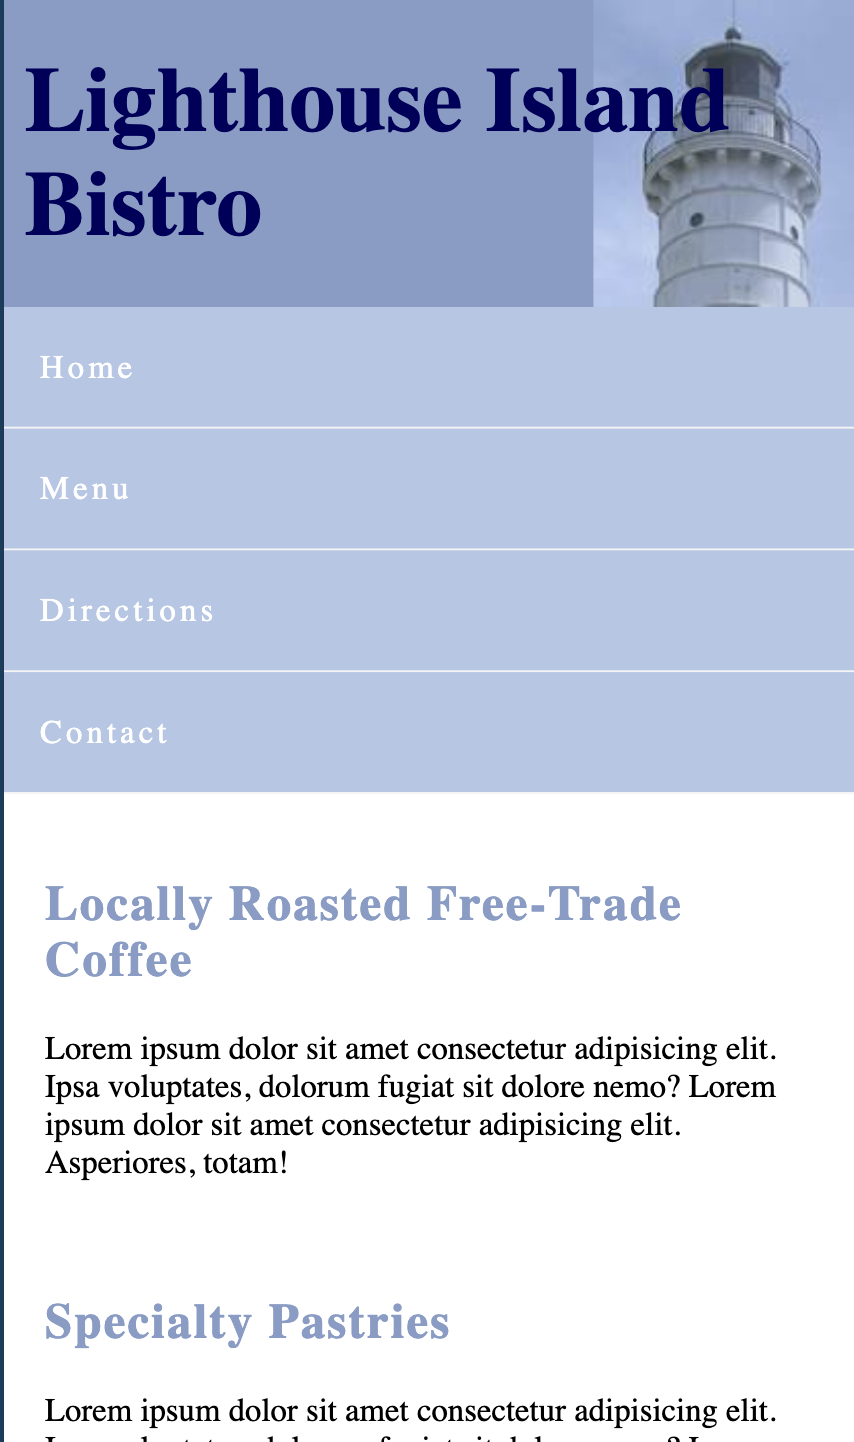 Lighthouse Island
Bistro
Home
Menu
Directions
Contact
Locally Roasted Free-Trade
Coffee
Lorem ipsum dolor sit amet consectetur adipisicing elit.
Ipsa voluptates, dolorum fugiat sit dolore nemo? Lorem
ipsum dolor sit amet consectetur adipisicing elit.
Asperiores, totam!
Specialty Pastries
Lorem ipsum dolor sit amet consectetur adipisicing elit.